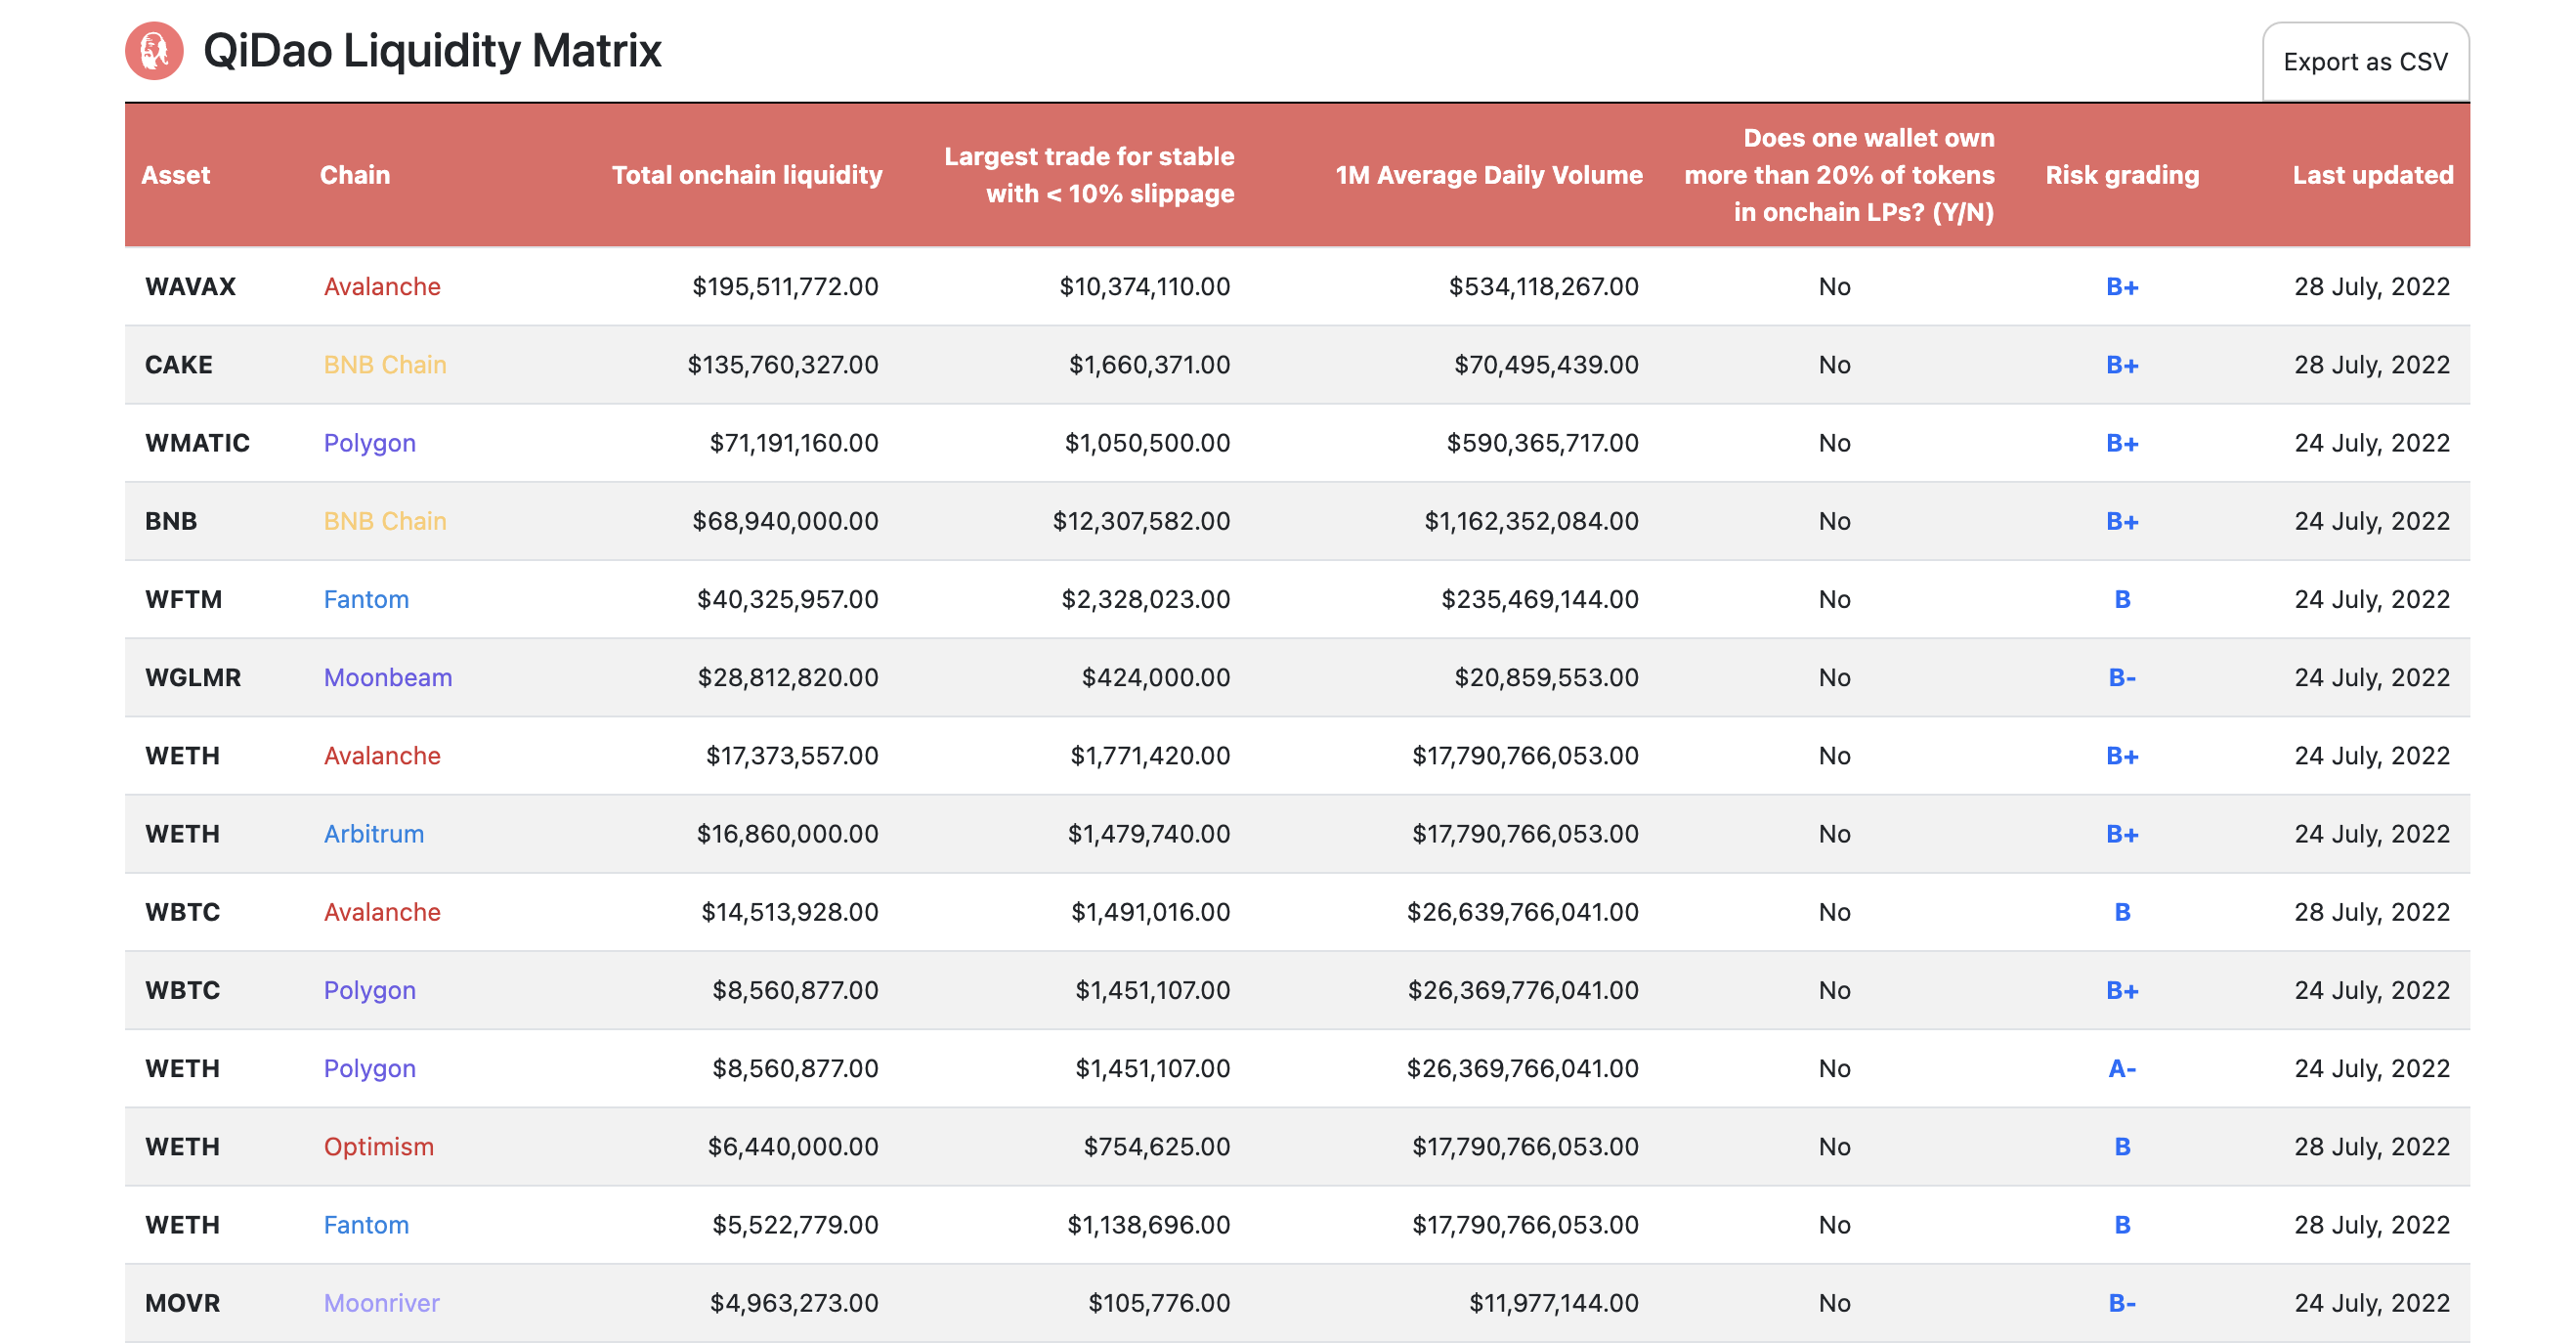 QiDao Liquidity Matrix
Export as CSV
Asset Chain Total onchain liquidity Largest trade for stable with < 10% slippage 1M Average Daily Volume Does one wallet own more than 20% of tokens in onchain LPs? (Y/N) Risk grading Last updated
WAVAX Avalanche $195,511,772.00 $10,374,110.00 $534,118,267.00 No B+ 28 July, 2022
CAKE BNB Chain $135,760,327.00 $1,660,371.00 $70,495,439.00 No B+ 28 July, 2022
WMATIC Polygon $71,191,160.00 $1,050,500.00 $590,365,717.00 No B+ 24 July, 2022
BNB BNB Chain $68,940,000.00 $12,307,582.00 $1,162,352,084.00 No B+ 24 July, 2022
WFTM Fantom $40,325,957.00 $2,328,023.00 $235,469,144.00 No B 24 July, 2022
WGLMR Moonbeam $28,812,820.00 $424,000.00 $20,859,553.00 No B- 24 July, 2022
WETH Avalanche $17,373,557.00 $1,771,420.00 $17,790,766,053.00 No B+ 24 July, 2022
WETH Arbitrum $16,860,000.00 $1,479,740.00 $17,790,766,053.00 No B+ 24 July, 2022
WBTC Avalanche $14,513,928.00 $1,491,016.00 $26,639,766,041.00 No B 28 July, 2022
WBTC Polygon $8,560,877.00 $1,451,107.00 $26,369,776,041.00 No B+ 24 July, 2022
WETH Polygon $8,560,877.00 $1,451,107.00 $26,369,766,041.00 No A- 24 July, 2022
WETH Optimism $6,440,000.00 $754,625.00 $17,790,766,053.00 No B 28 July, 2022
WETH Fantom $5,522,779.00 $1,138,696.00 $17,790,766,053.00 No B 28 July, 2022
MOVR Moonriver $4,963,273.00 $105,776.00 $11,977,144.00 No B- 24 July, 2022